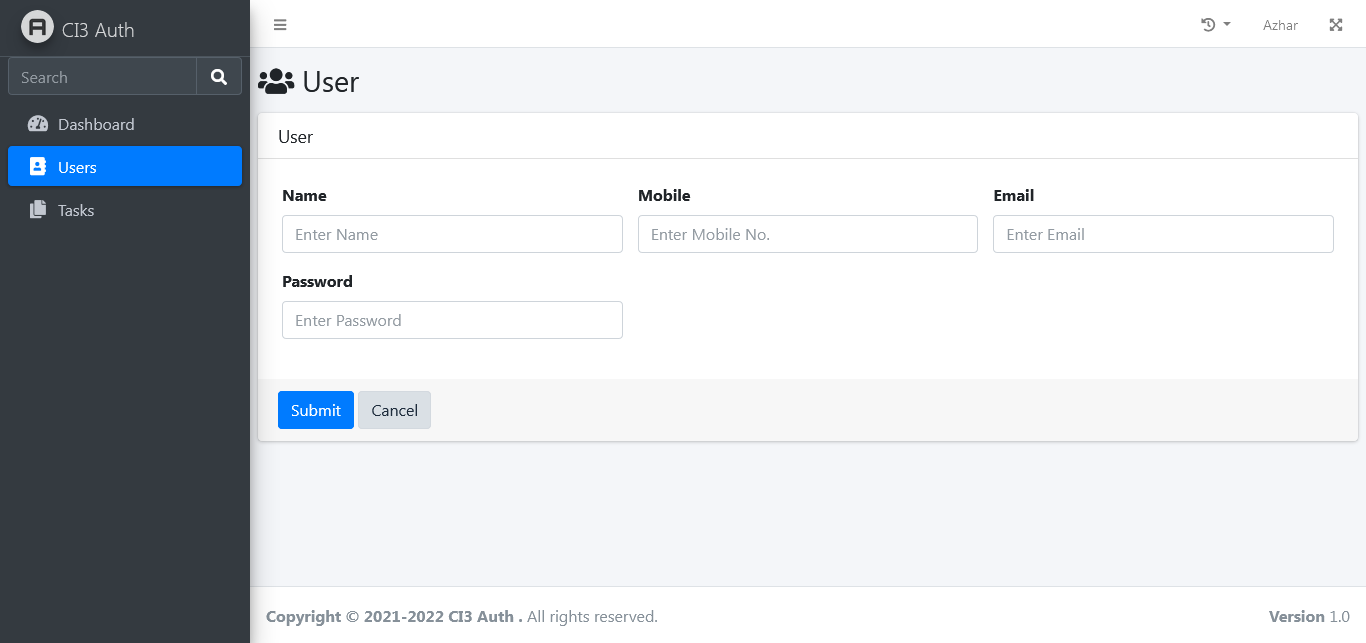 CI3 Auth
Azhar
Search
User
Dashboard
User
Users
Name Mobile Email
Tasks
Enter Name Enter Mobile No. Enter Email
Password
Enter Password
Submit Cancel
Copyright © 2021-2022 CI3 Auth . All rights reserved. Version 1.0